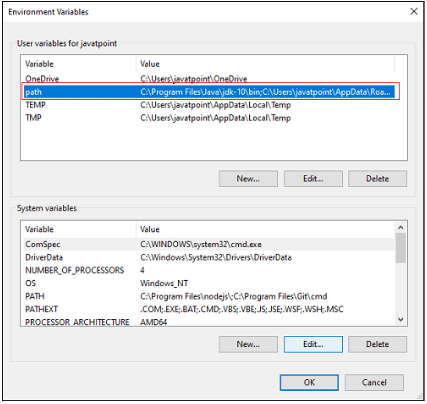 Environment Variables
User variables for javatpoint
Variable Value
OneDrive C:\Users\javatpoint\OneDrive
path C:\Program Files\Java\jdk-10\bin;C:\Users\javatpoint\AppData\Roa...
TEMP C:\Users\javatpoint\AppData\Local\Temp
TMP C:\Users\javatpoint\AppData\Local\Temp
New... Edit... Delete
System variables
Variable Value
ComSpec C:\WINDOWS\system32\cmd.exe
DriverData C:\Windows\System32\Drivers\DriverData
NUMBER_OF_PROCESSORS 4
OS Windows_NT
PATH C:\Program Files\nodejs\;C:\Program Files\Git\cmd
PATHEXT .COM;.EXE;.BAT;.CMD;.VBS;.VBE;.JS;.JSE;.WSF;.WSH;.MSC
PROCESSOR_ARCHITECTURE AMD64
New... Edit... Delete
OK Cancel